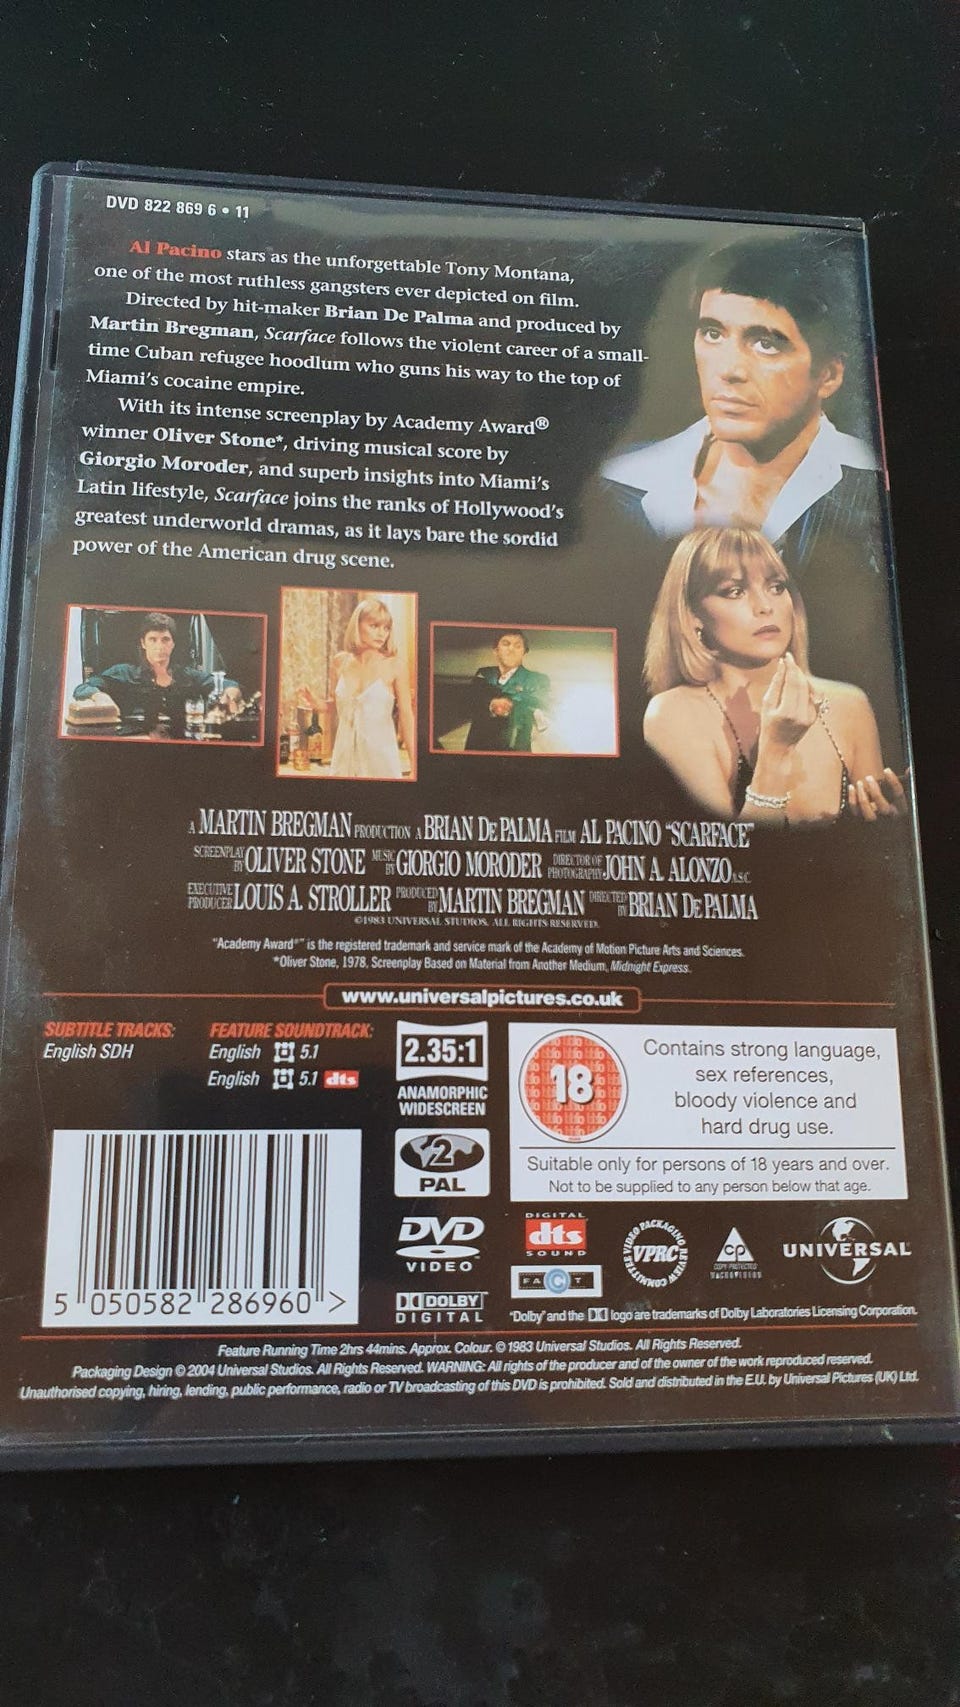 DVD 822 869 6 • 11
Al Pacino stars as the unforgettable Tony Montana,
one of the most ruthless gangsters ever depicted on film.
Directed by hit-maker Brian De Palma and produced by
Martin Bregman, Scarface follows the violent career of a small-
time Cuban refugee hoodlum who guns his way to the top of
Miami's cocaine empire.
With its intense screenplay by Academy Award®
winner Oliver Stone*, driving musical score by
Giorgio Moroder, and superb insights into Miami's
Latin lifestyle, Scarface joins the ranks of Hollywood's
greatest underworld dramas, as it lays bare the sordid
power of the American drug scene.
A MARTIN BREGMAN PRODUCTION A BRIAN DE PALMA FILM AL PACINO "SCARFACE"
SCREENPLAY BY OLIVER STONE MUSIC BY GIORGIO MORODER DIRECTOR OF PHOTOGRAPHY JOHN A. ALONZO A.S.C.
EXECUTIVE PRODUCER LOUIS A. STROLLER PRODUCED BY MARTIN BREGMAN DIRECTED BY BRIAN DE PALMA
©1983 UNIVERSAL STUDIOS. ALL RIGHTS RESERVED.
"Academy Award®" is the registered trademark and service mark of the Academy of Motion Picture Arts and Sciences.
*Oliver Stone, 1978, Screenplay Based on Material from Another Medium, Midnight Express.
www.universalpictures.co.uk
SUBTITLE TRACKS:
English SDH
FEATURE SOUNDTRACK:
English 5.1
English 5.1 dts
2.35:1
ANAMORPHIC
WIDESCREEN
2
PAL
18
Contains strong language,
sex references,
bloody violence and
hard drug use.
Suitable only for persons of 18 years and over.
Not to be supplied to any person below that age.
5 050582 286960 >
DVD
VIDEO
DOLBY
DIGITAL
DIGITAL
dts
SOUND
FACT
VIDEO PACKAGING REVIEW COMMITTEE
VPRC
cp
COPY PROTECTED
MACROVISION
UNIVERSAL
"Dolby" and the logo are trademarks of Dolby Laboratories Licensing Corporation.
Feature Running Time 2hrs 44mins. Approx. Colour. © 1983 Universal Studios. All Rights Reserved.
Packaging Design © 2004 Universal Studios. All Rights Reserved. WARNING: All rights of the producer and of the owner of the work reproduced reserved.
Unauthorised copying, hiring, lending, public performance, radio or TV broadcasting of this DVD is prohibited. Sold and distributed in the E.U. by Universal Pictures (UK) Ltd.